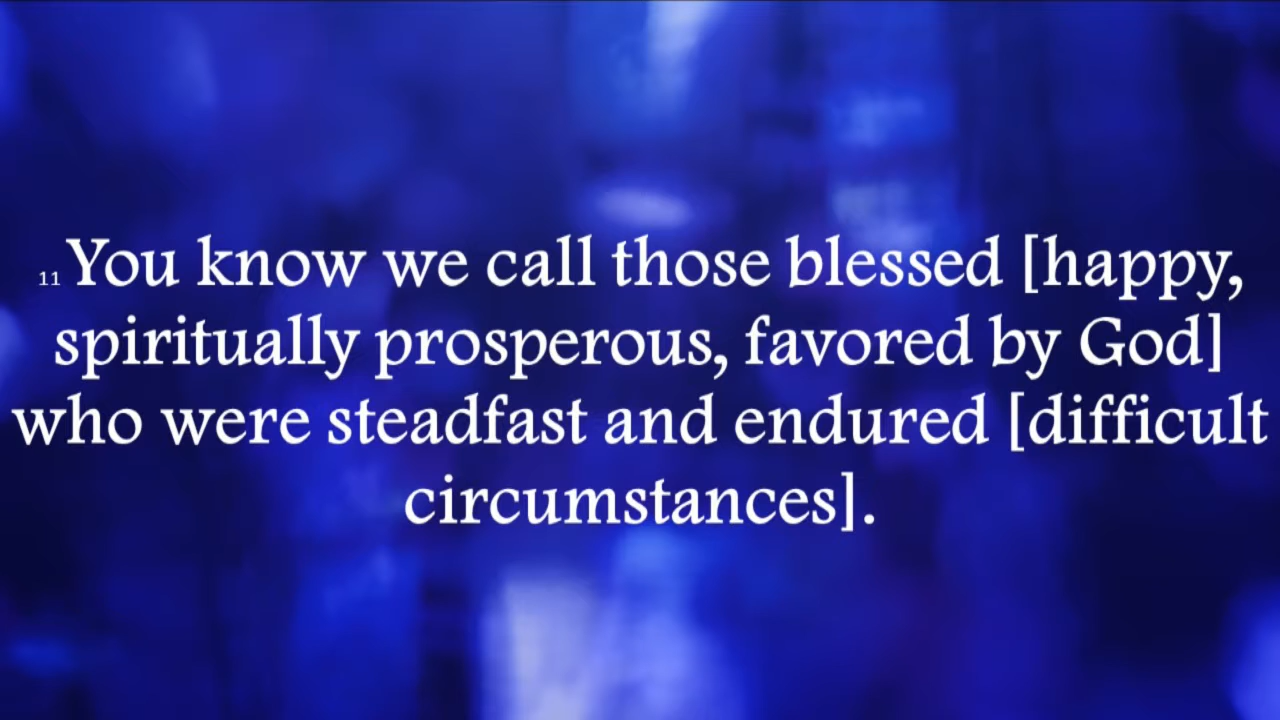 11 You know we call those blessed [happy,
spiritually prosperous, favored by God]
who were steadfast and endured [difficult
circumstances].